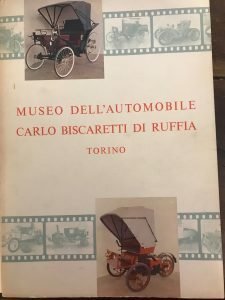 MUSEO DELL'AUTOMOBILE
CARLO BISCARETTI DI RUFFIA
TORINO